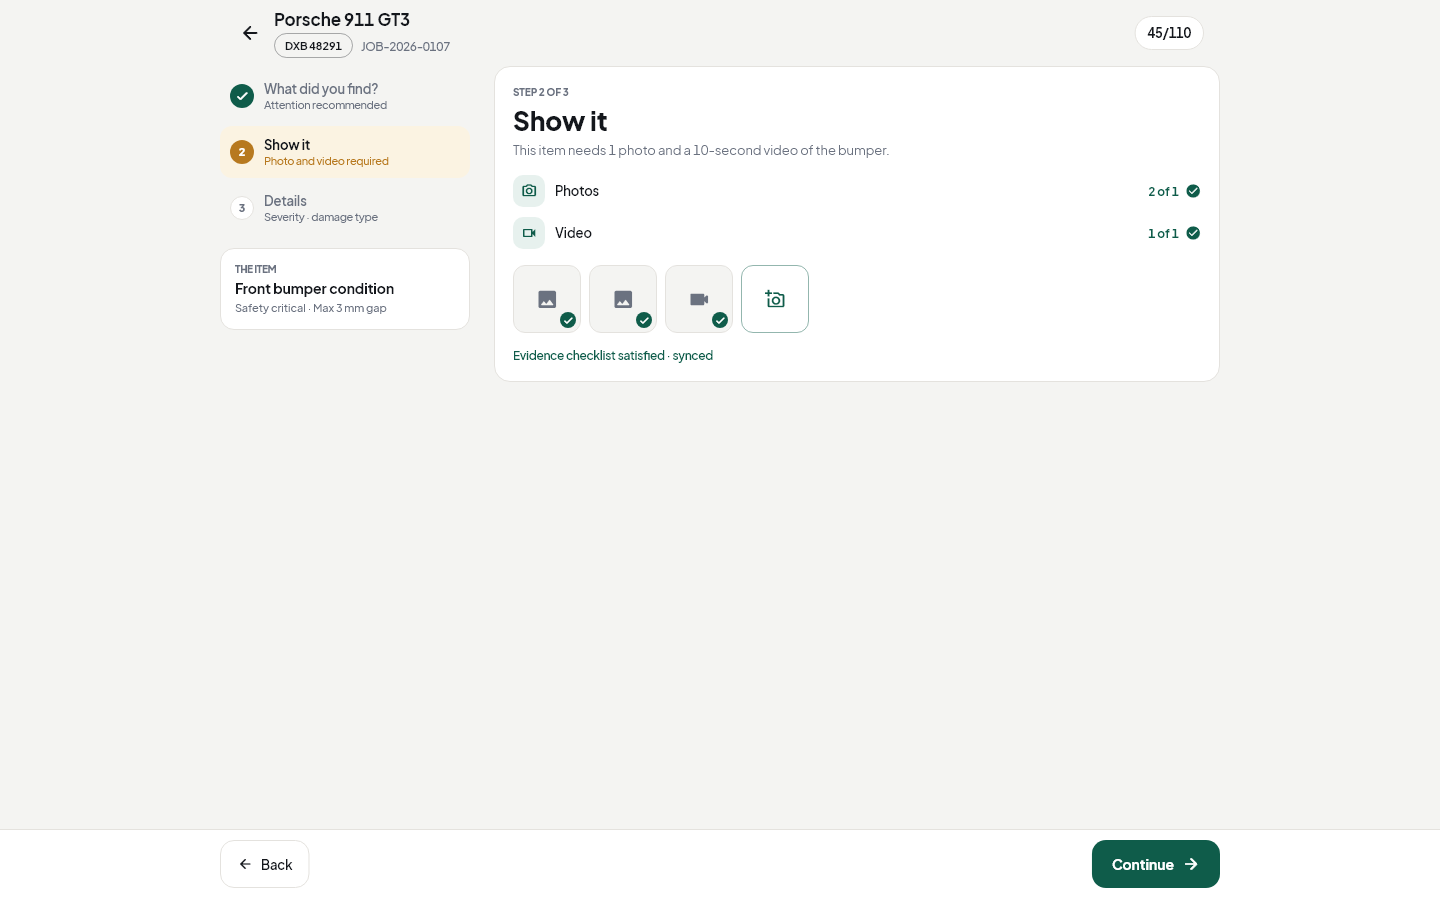 Porsche 911 GT3
DXB 48291 JOB-2026-0107
45/110
What did you find?
Attention recommended
2
Show it
Photo and video required
3
Details
Severity · damage type
THE ITEM
Front bumper condition
Safety critical · Max 3 mm gap
STEP 2 OF 3
Show it
This item needs 1 photo and a 10-second video of the bumper.
Photos 2 of 1
Video 1 of 1
Evidence checklist satisfied · synced
Back
Continue